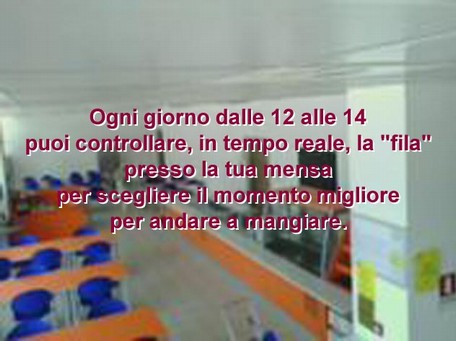 Ogni giorno dalle 12 alle 14
puoi controllare, in tempo reale, la "fila"
presso la tua mensa
per scegliere il momento migliore
per andare a mangiare.